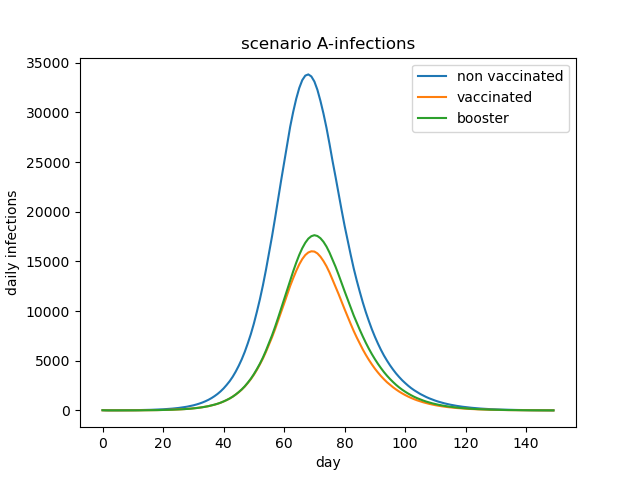 scenario A-infections
non vaccinated
vaccinated
booster
daily infections
35000
30000
25000
20000
15000
10000
5000
0
0 20 40 60 80 100 120 140
day